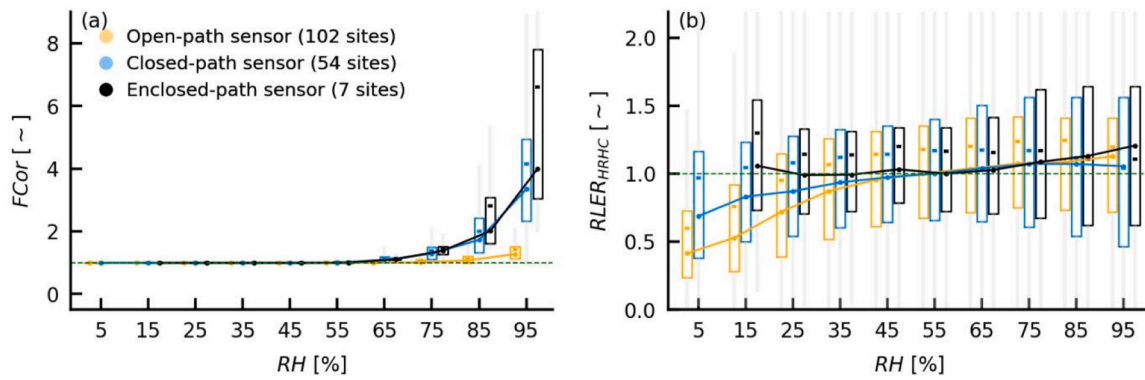 (a)
Open-path sensor (102 sites)
Closed-path sensor (54 sites)
Enclosed-path sensor (7 sites)
FCor [ ~ ]
8
6
4
2
0
5 15 25 35 45 55 65 75 85 95
RH [%]
(b)
RLER_HRHC [ ~ ]
2.0
1.5
1.0
0.5
0.0
5 15 25 35 45 55 65 75 85 95
RH [%]